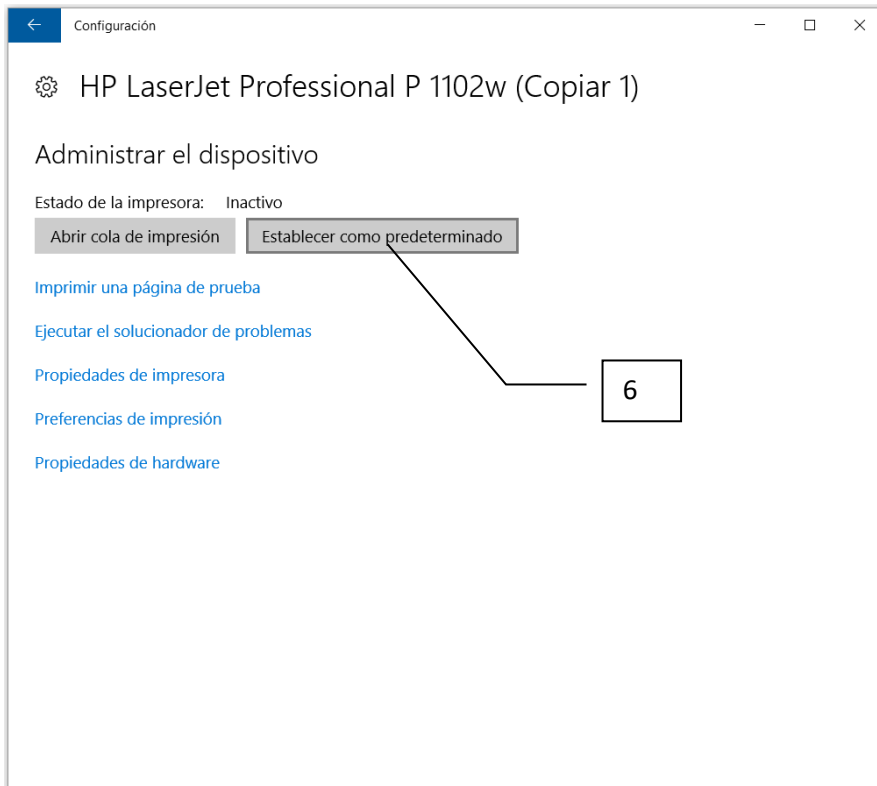 Configuración
HP LaserJet Professional P 1102w (Copiar 1)
Administrar el dispositivo
Estado de la impresora: Inactivo
Abrir cola de impresión Establecer como predeterminado
Imprimir una página de prueba
Ejecutar el solucionador de problemas
Propiedades de impresora
6
Preferencias de impresión
Propiedades de hardware